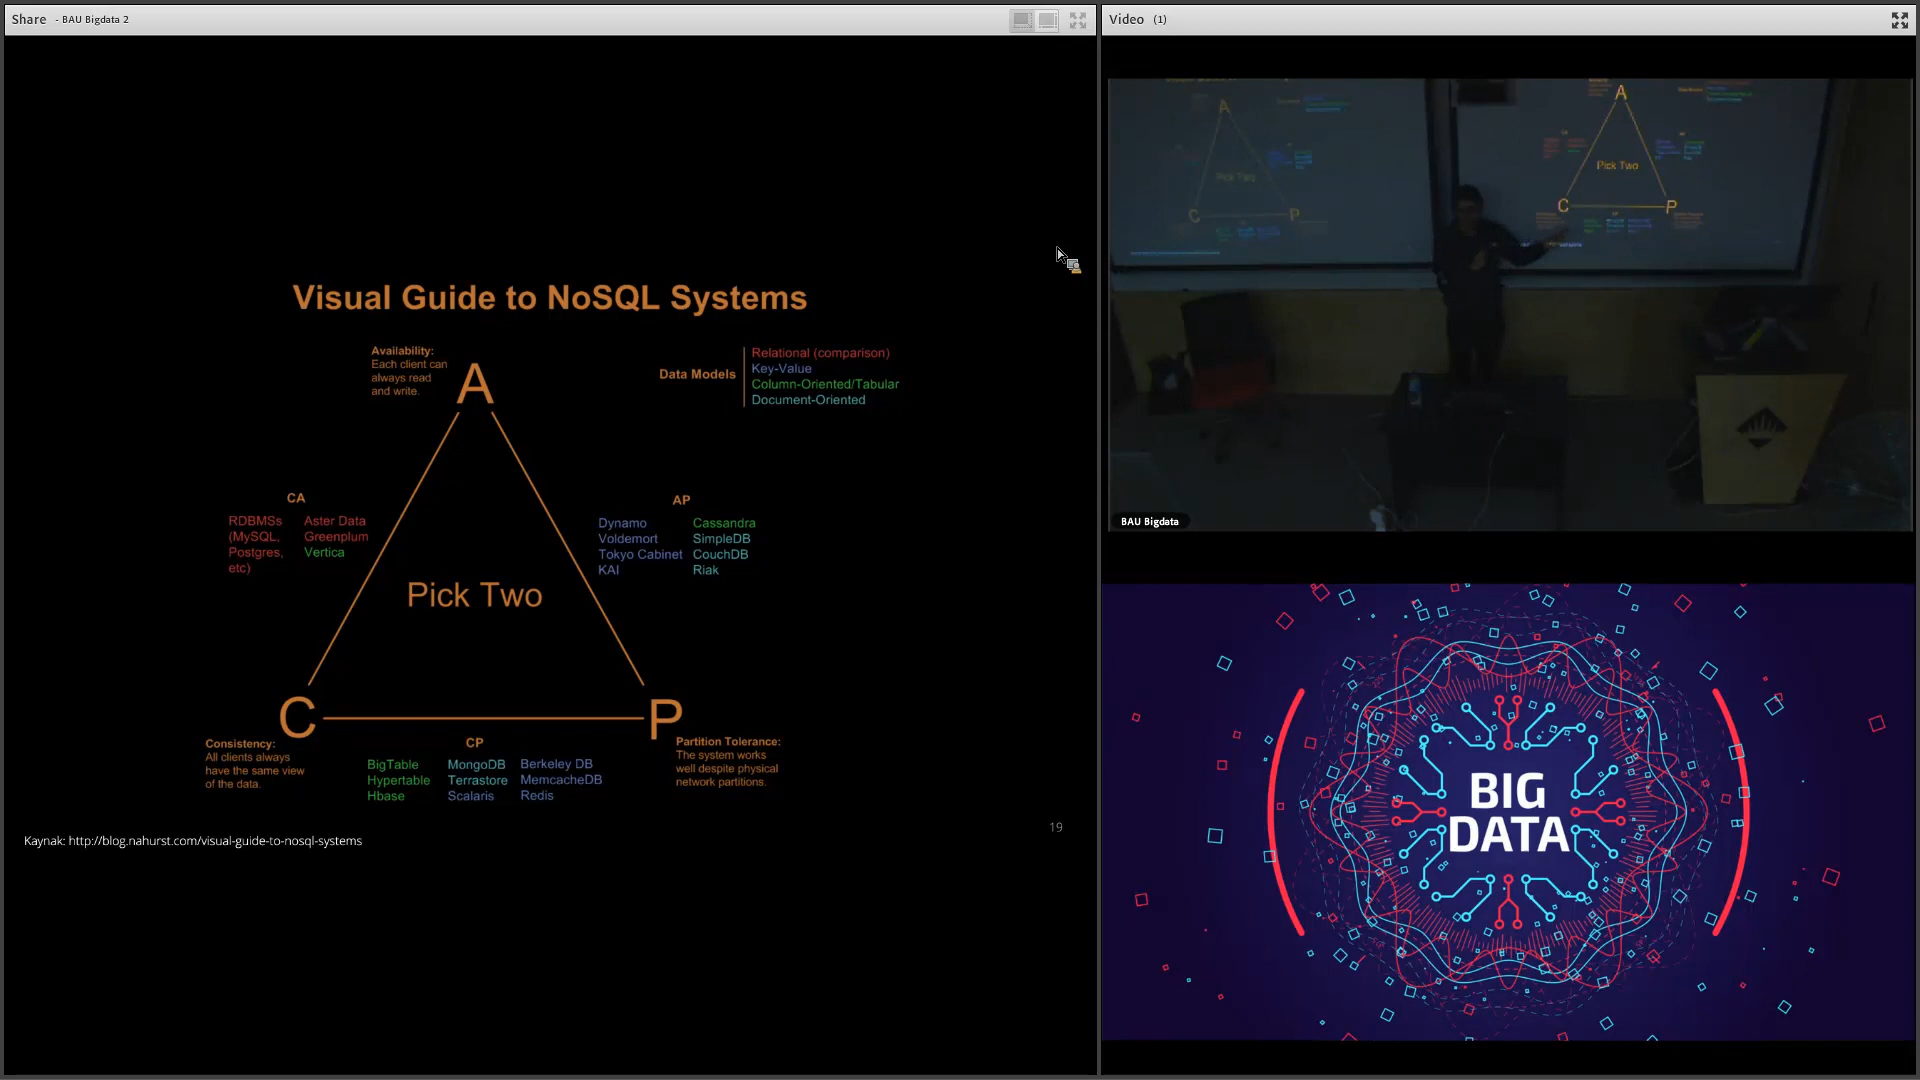 Share - BAU Bigdata 2
Visual Guide to NoSQL Systems
Availability:
Each client can
always read
and write.
A
Data Models
Relational (comparison)
Key-Value
Column-Oriented/Tabular
Document-Oriented
CA
RDBMSs
(MySQL,
Postgres,
etc)
Aster Data
Greenplum
Vertica
AP
Dynamo
Voldemort
Tokyo Cabinet
KAI
Cassandra
SimpleDB
CouchDB
Riak
Pick Two
C
P
Consistency:
All clients always
have the same view
of the data.
CP
BigTable
Hypertable
Hbase
MongoDB
Terrastore
Scalaris
Berkeley DB
MemcacheDB
Redis
Partition Tolerance:
The system works
well despite physical
network partitions.
19
Kaynak: http://blog.nahurst.com/visual-guide-to-nosql-systems
Video (1)
A
Pick Two
C
P
A
Pick Two
C
P
BAU Bigdata
BIG
DATA